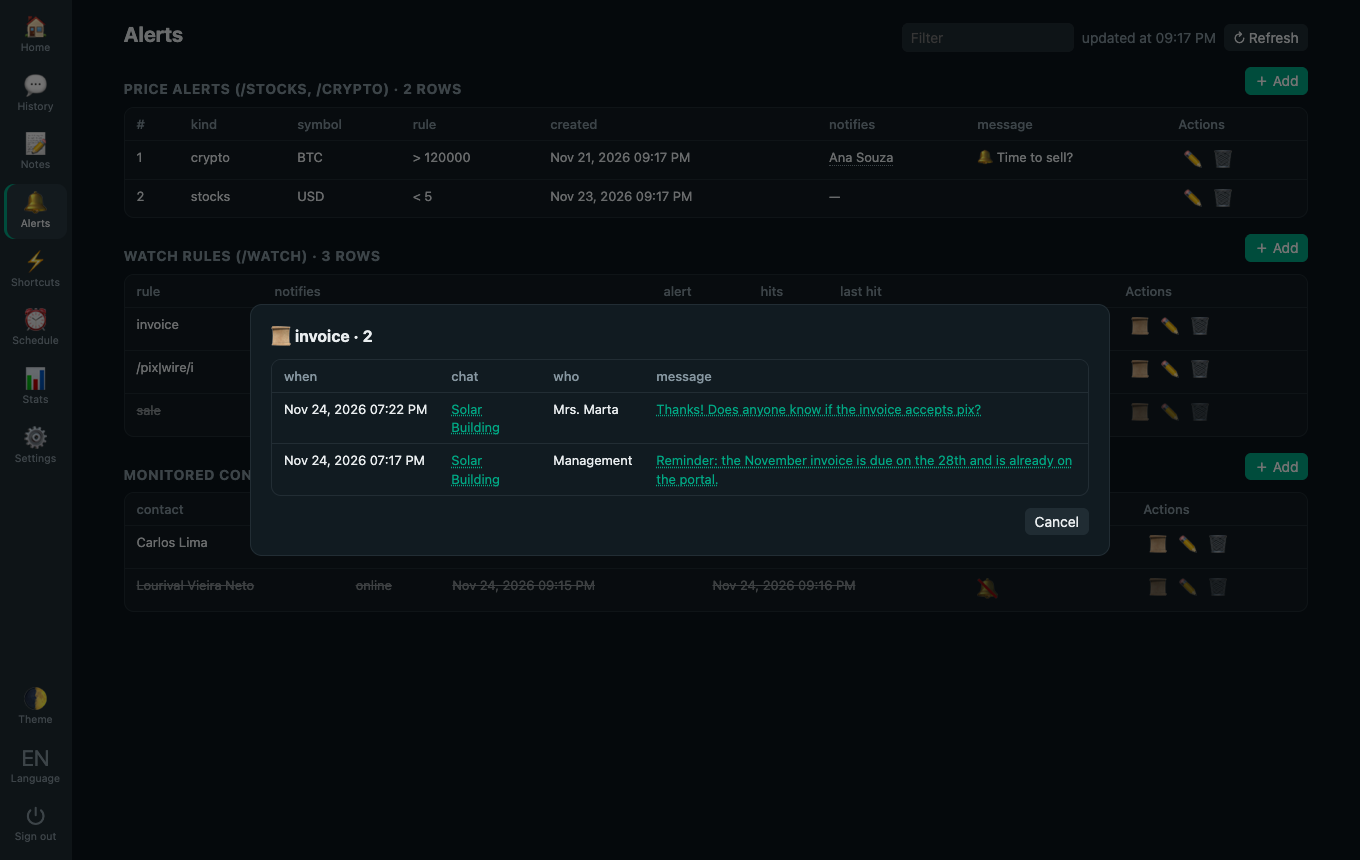 Home
History
Notes
Alerts
Shortcuts
Schedule
Stats
Settings
Theme
EN
Language
Sign out
Alerts
Filter
updated at 09:17 PM
Refresh
PRICE ALERTS (/STOCKS, /CRYPTO) · 2 ROWS
+ Add
# kind symbol rule created notifies message Actions
1 crypto BTC > 120000 Nov 21, 2026 09:17 PM Ana Souza 🔔 Time to sell?
2 stocks USD < 5 Nov 23, 2026 09:17 PM —
WATCH RULES (/WATCH) · 3 ROWS
+ Add
rule notifies alert hits last hit Actions
invoice
/pix|wire/i
sale
invoice · 2
when chat who message
Nov 24, 2026 07:22 PM Solar Mrs. Marta Thanks! Does anyone know if the invoice accepts pix?
Building
Nov 24, 2026 07:17 PM Solar Management Reminder: the November invoice is due on the 28th and is already on
Building the portal.
Cancel
MONITORED CON
+ Add
contact Actions
Carlos Lima
Lourival Vieira Neto online Nov 24, 2026 09:15 PM Nov 24, 2026 09:16 PM